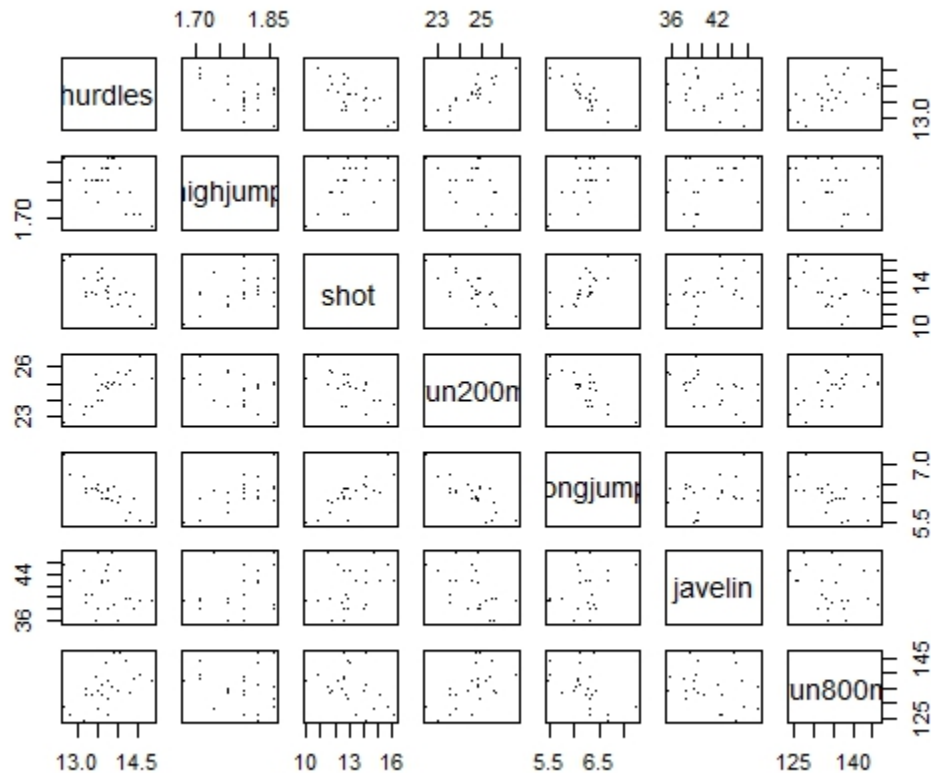 1.70 1.85
23 25
36 42
hurdles
13.0
1.70
highjump
shot
10 14
23 26
run200m
5.5 7.0
longjump
36 44
javelin
125 145
run800m
13.0 14.5
10 13 16
5.5 6.5
125 140